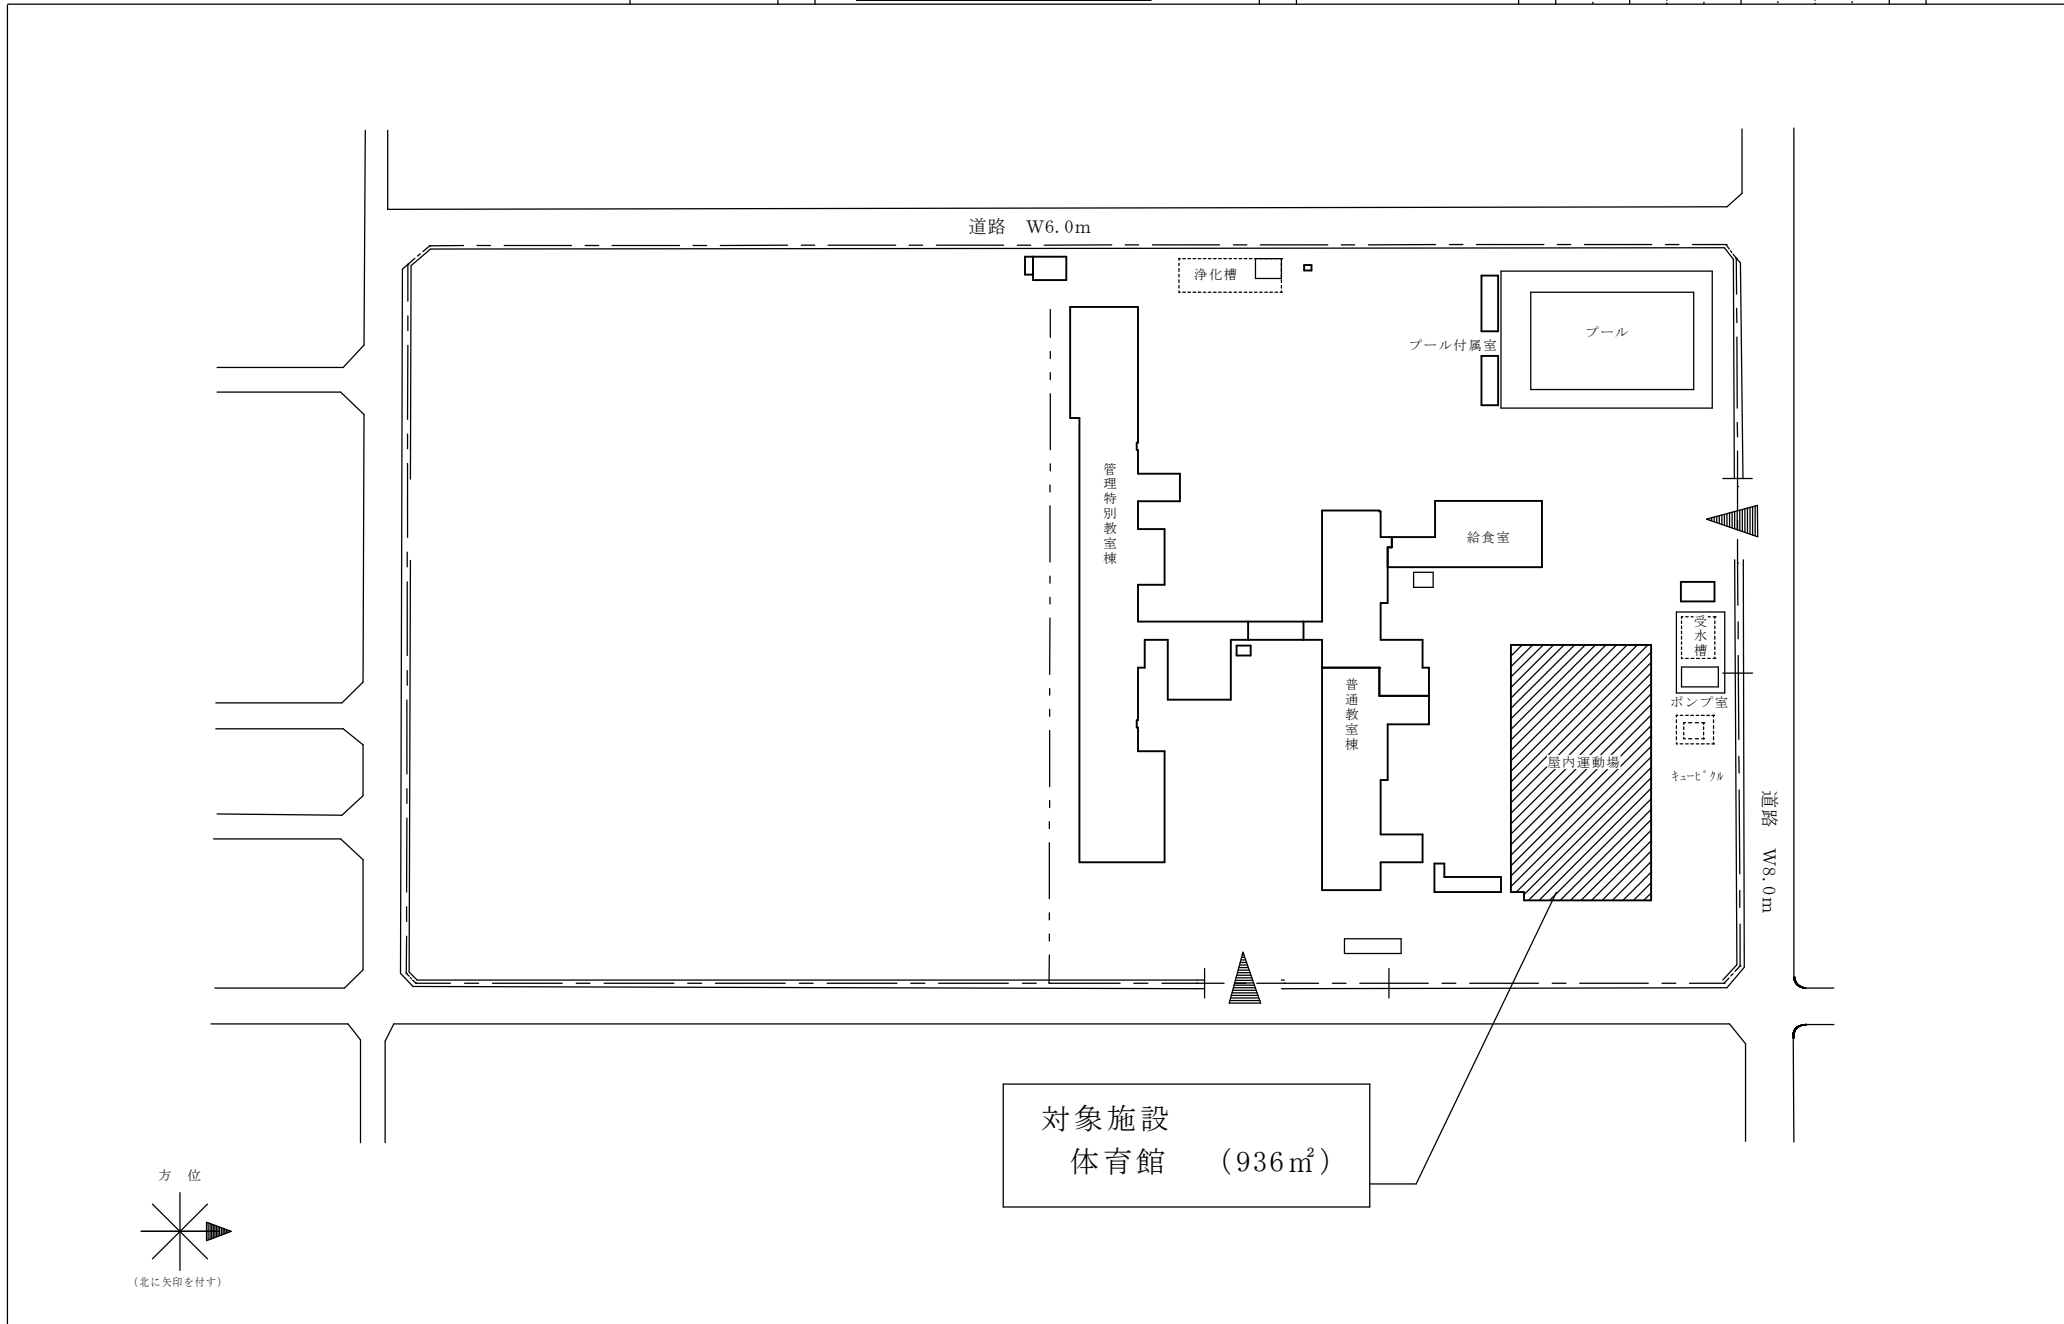 道路 W6.0m
浄化槽
プール
プール付属室
管理特別教室棟
給食室
受水槽
ポンプ室
普通教室棟
屋内運動場
キュービクル
道路 W8.0m
対象施設
体育館 (936㎡)
方 位
(北に矢印を付す)